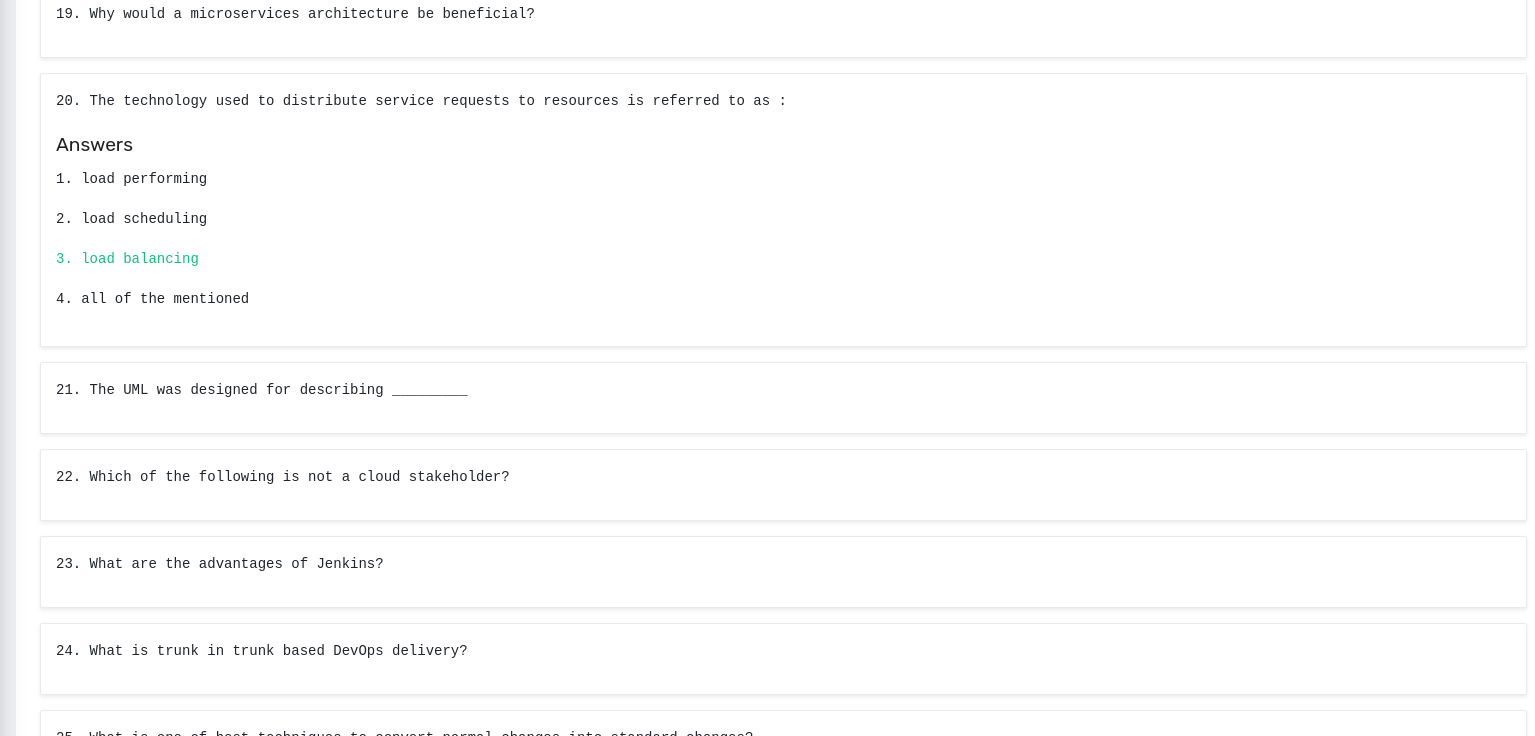 19. Why would a microservices architecture be beneficial?
20. The technology used to distribute service requests to resources is referred to as :
Answers
1. load performing
2. load scheduling
3. load balancing
4. all of the mentioned
21. The UML was designed for describing _________
22. Which of the following is not a cloud stakeholder?
23. What are the advantages of Jenkins?
24. What is trunk in trunk based DevOps delivery?
25. What is one of best techniques to convert normal changes into standard changes?